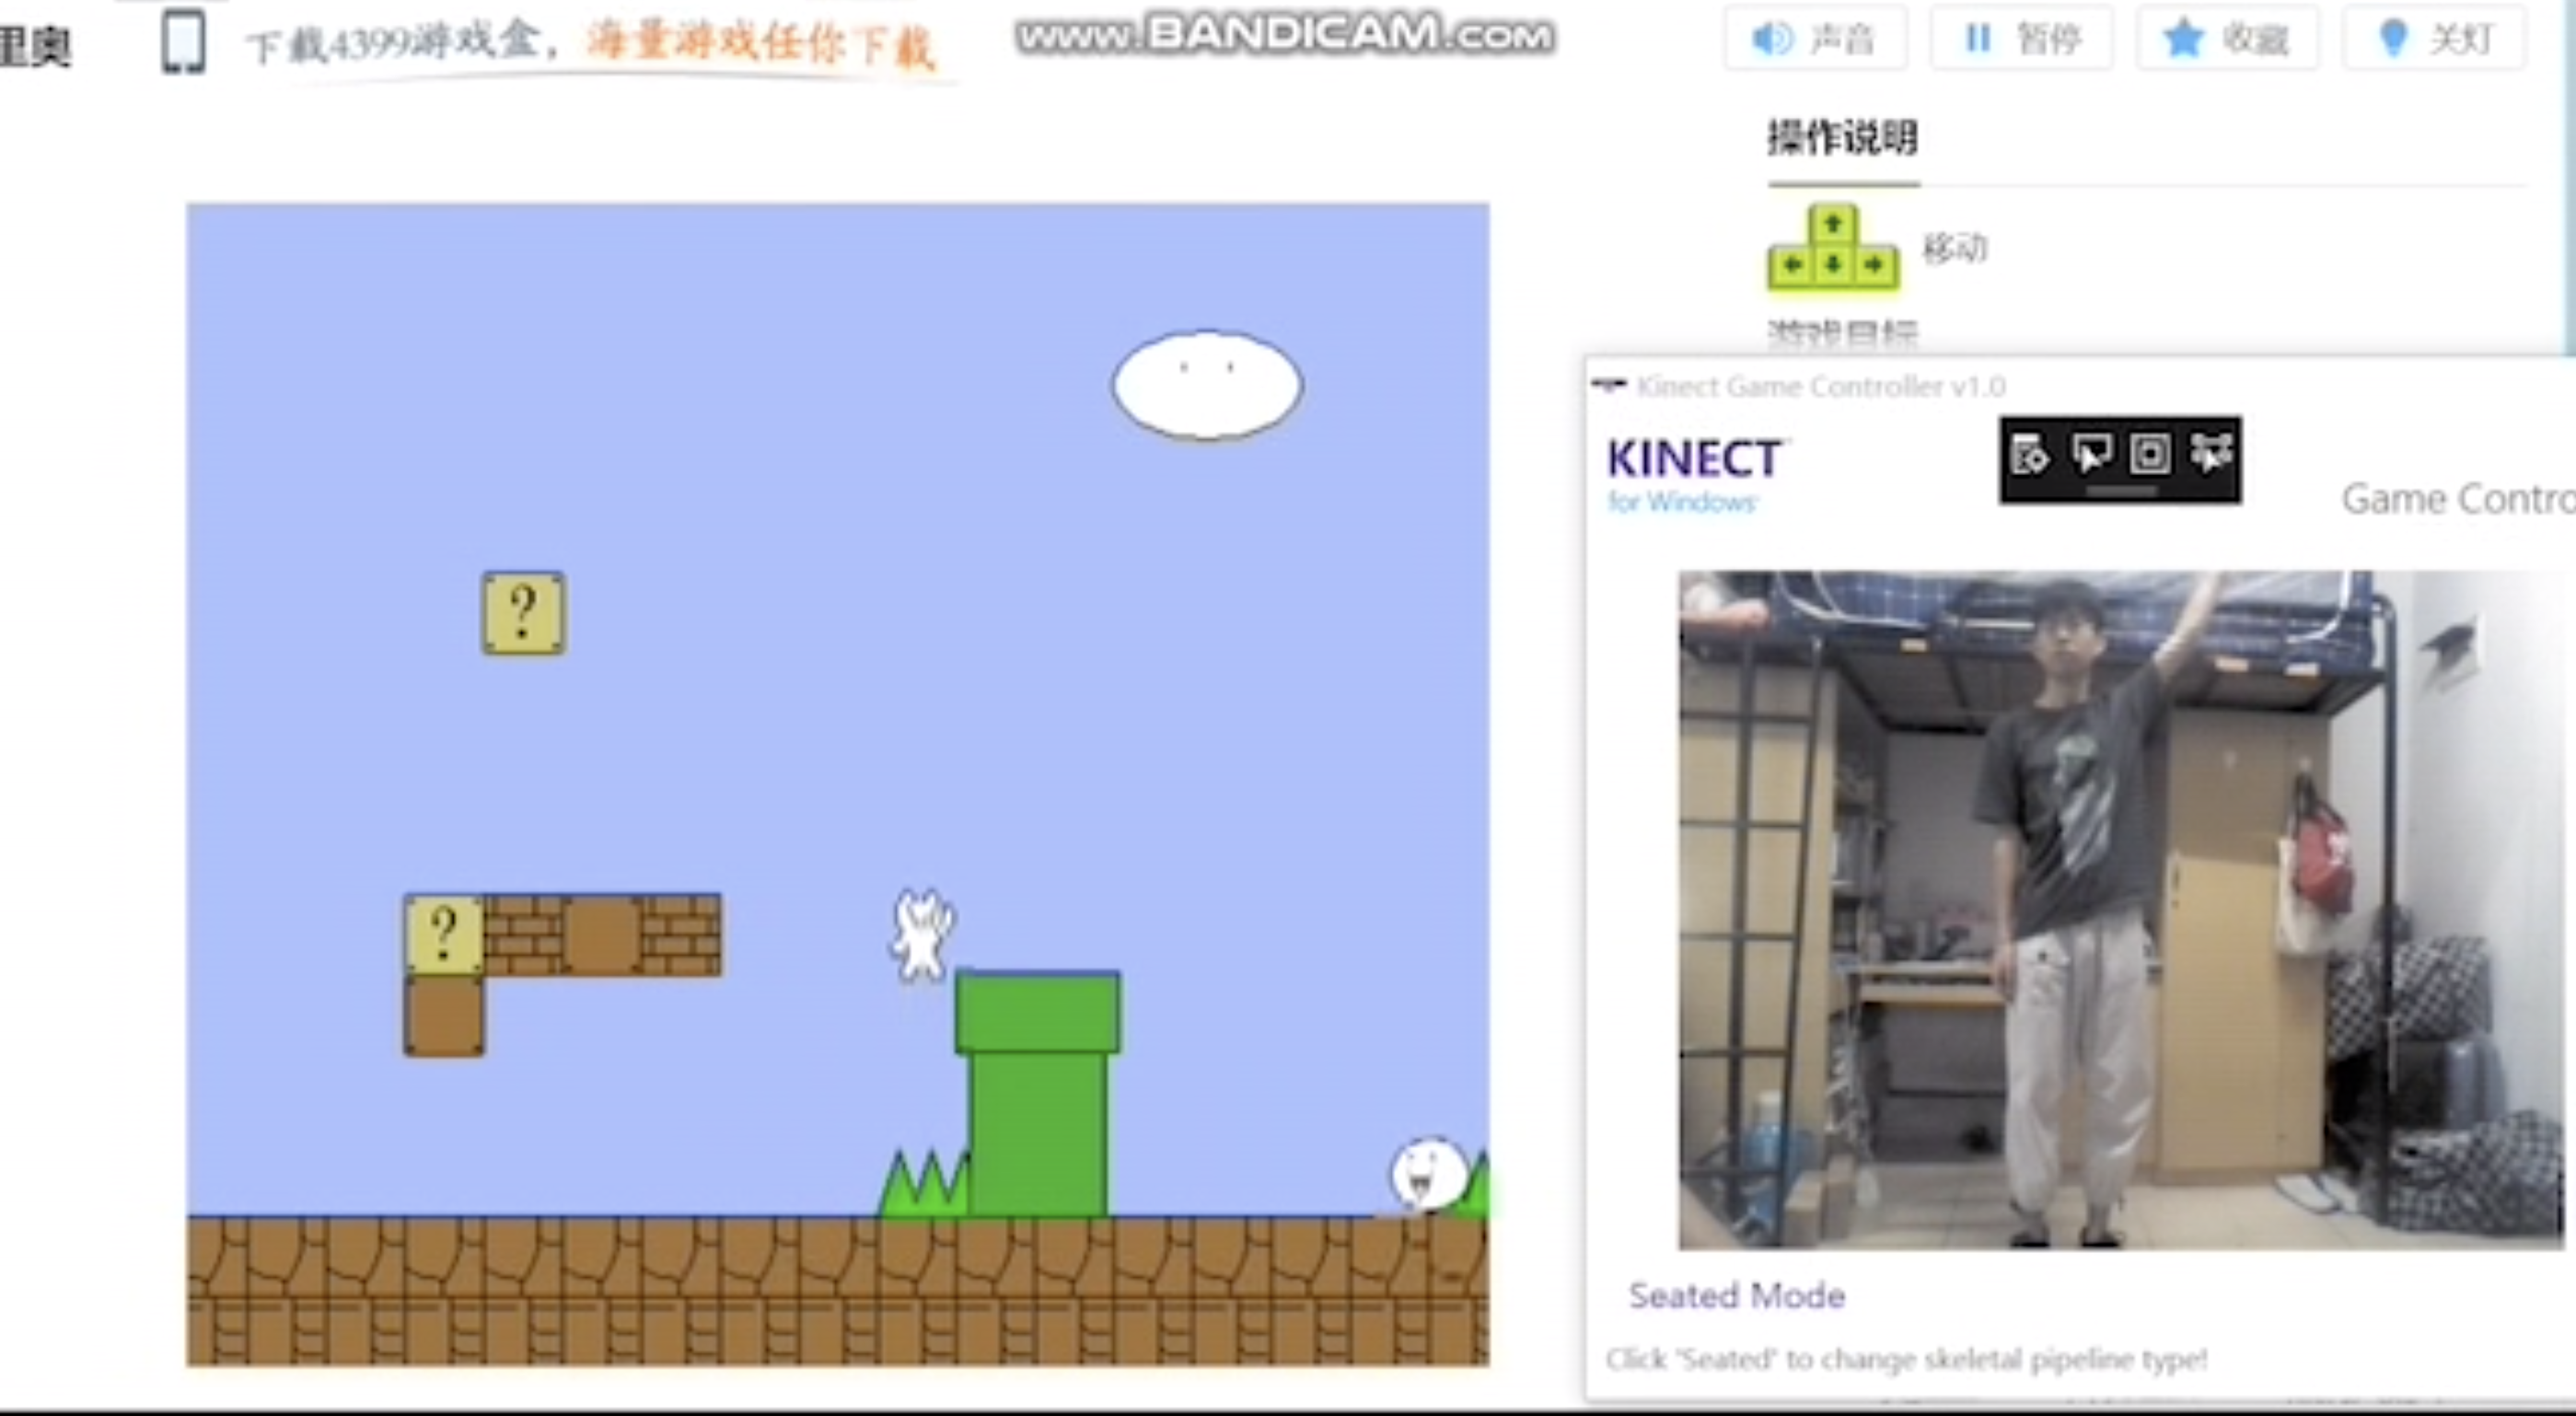 里奥
下载4399游戏盒，海量游戏任你下载
www.BANDICAM.com
声音
暂停
收藏
关灯
操作说明
移动
游戏目标
?
?
Kinect Game Controller v1.0
KINECT
for Windows
Game Contro
Seated Mode
Click 'Seated' to change skeletal pipeline type!